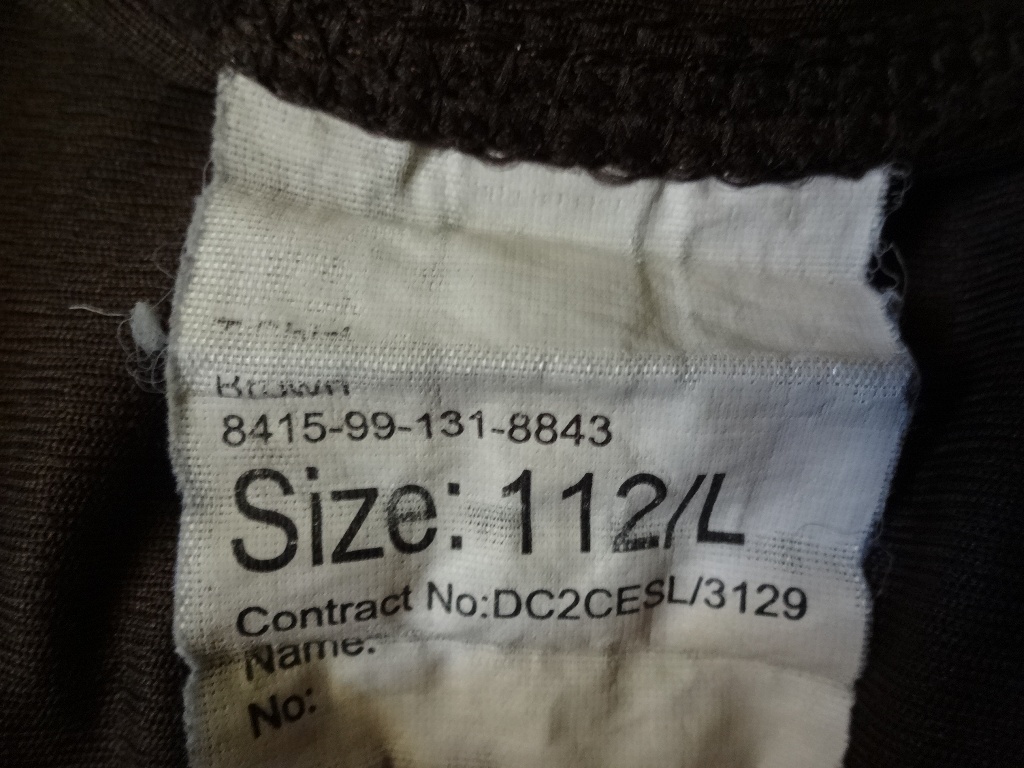 Brown
8415-99-131-8843
Size: 112/L
Contract No:DC2CESL/3129
Name:
No: